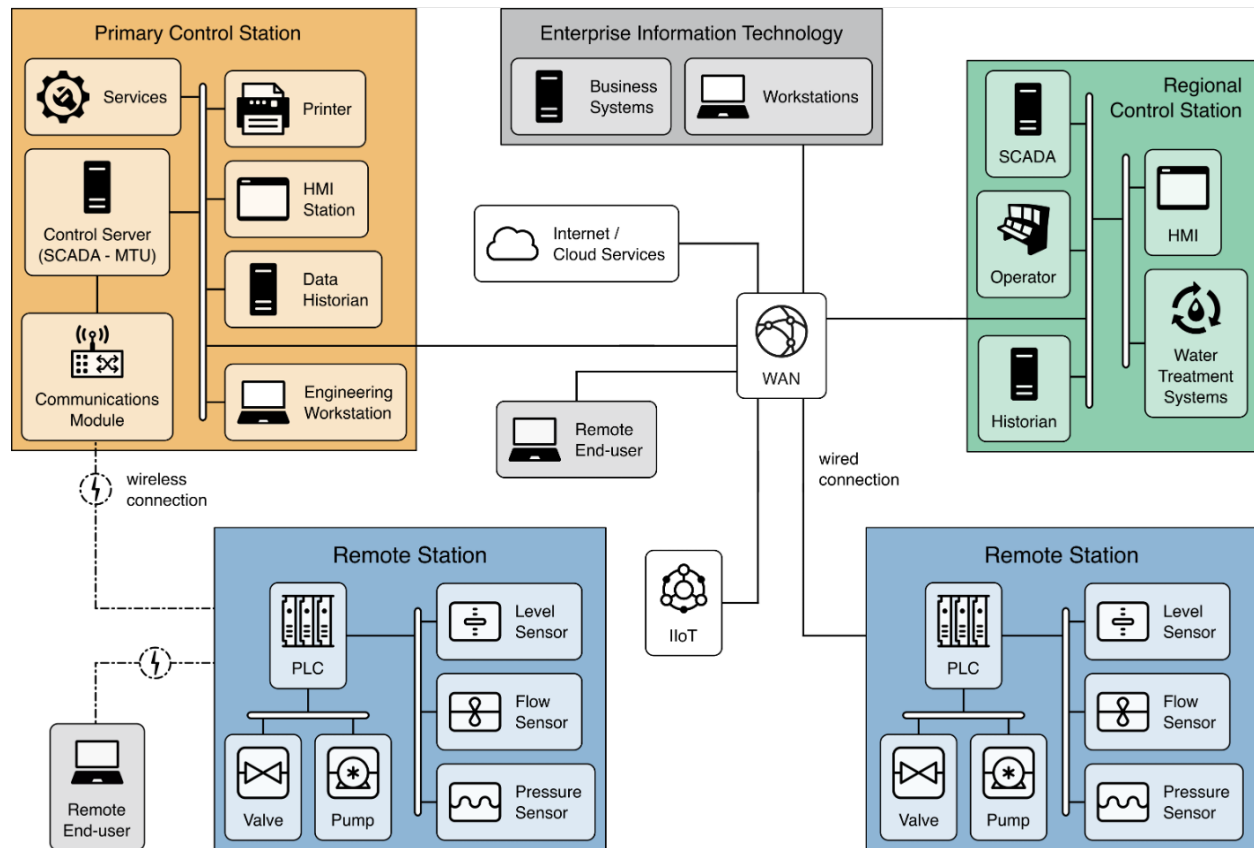 Primary Control Station
Services
Printer
Control Server
(SCADA - MTU)
HMI
Station
Data
Historian
Communications
Module
Engineering
Workstation
Enterprise Information Technology
Business
Systems
Workstations
Internet /
Cloud Services
WAN
Remote
End-user
Regional
Control Station
SCADA
HMI
Operator
Water
Treatment
Systems
Historian
wireless
connection
wired
connection
IIoT
Remote Station
PLC
Level
Sensor
Flow
Sensor
Valve
Pump
Pressure
Sensor
Remote
End-user
Remote Station
PLC
Level
Sensor
Flow
Sensor
Valve
Pump
Pressure
Sensor